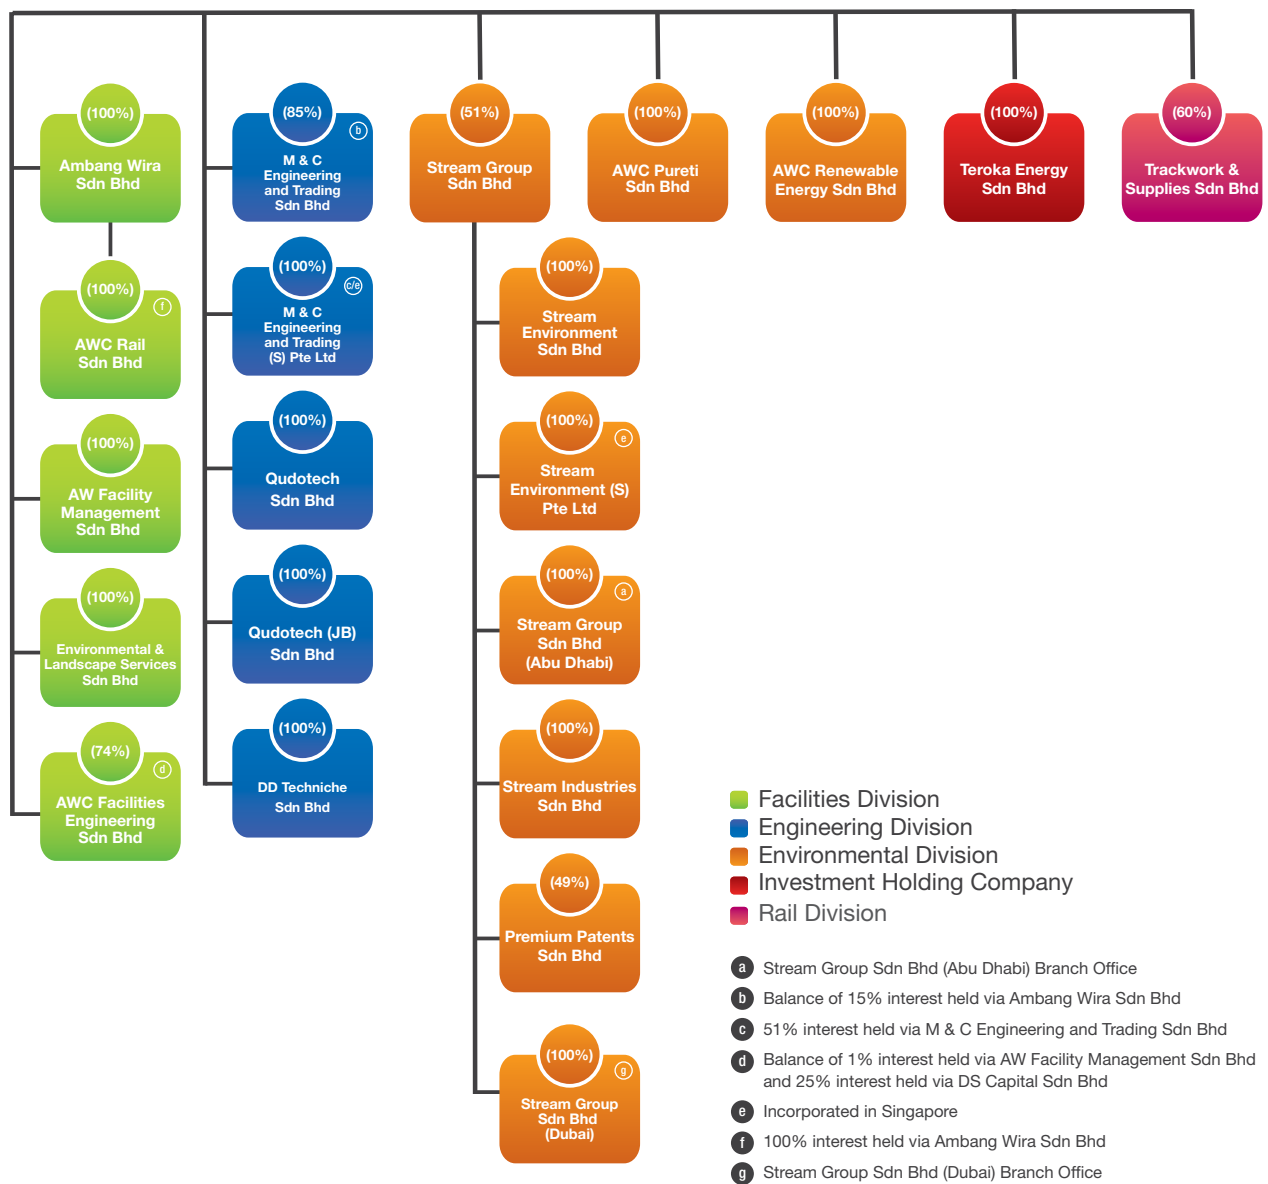 (100%)
Ambang Wira
Sdn Bhd
(100%)
f
AWC Rail
Sdn Bhd
(100%)
AW Facility
Management
Sdn Bhd
(100%)
Environmental &
Landscape Services
Sdn Bhd
(74%)
d
AWC Facilities
Engineering
Sdn Bhd
(85%)
b
M & C
Engineering
and Trading
Sdn Bhd
(100%)
c/e
M & C
Engineering
and Trading
(S) Pte Ltd
(100%)
Qudotech
Sdn Bhd
(100%)
Qudotech (JB)
Sdn Bhd
(100%)
DD Techniche
Sdn Bhd
(51%)
Stream Group
Sdn Bhd
(100%)
Stream
Environment
Sdn Bhd
(100%)
e
Stream
Environment (S)
Pte Ltd
(100%)
a
Stream Group
Sdn Bhd
(Abu Dhabi)
(100%)
Stream Industries
Sdn Bhd
(49%)
Premium Patents
Sdn Bhd
(100%)
g
Stream Group
Sdn Bhd
(Dubai)
(100%)
AWC Pureti
Sdn Bhd
(100%)
AWC Renewable
Energy Sdn Bhd
(100%)
Teroka Energy
Sdn Bhd
(60%)
Trackwork &
Supplies Sdn Bhd
Facilities Division
Engineering Division
Environmental Division
Investment Holding Company
Rail Division
a Stream Group Sdn Bhd (Abu Dhabi) Branch Office
b Balance of 15% interest held via Ambang Wira Sdn Bhd
c 51% interest held via M & C Engineering and Trading Sdn Bhd
d Balance of 1% interest held via AW Facility Management Sdn Bhd
and 25% interest held via DS Capital Sdn Bhd
e Incorporated in Singapore
f 100% interest held via Ambang Wira Sdn Bhd
g Stream Group Sdn Bhd (Dubai) Branch Office